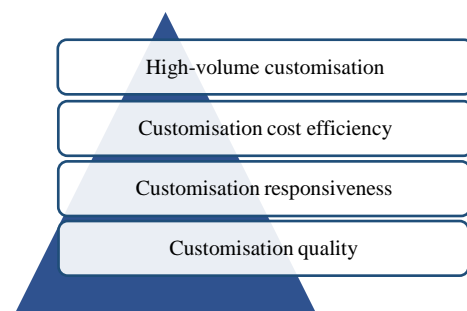 High-volume customisation
Customisation cost efficiency
Customisation responsiveness
Customisation quality